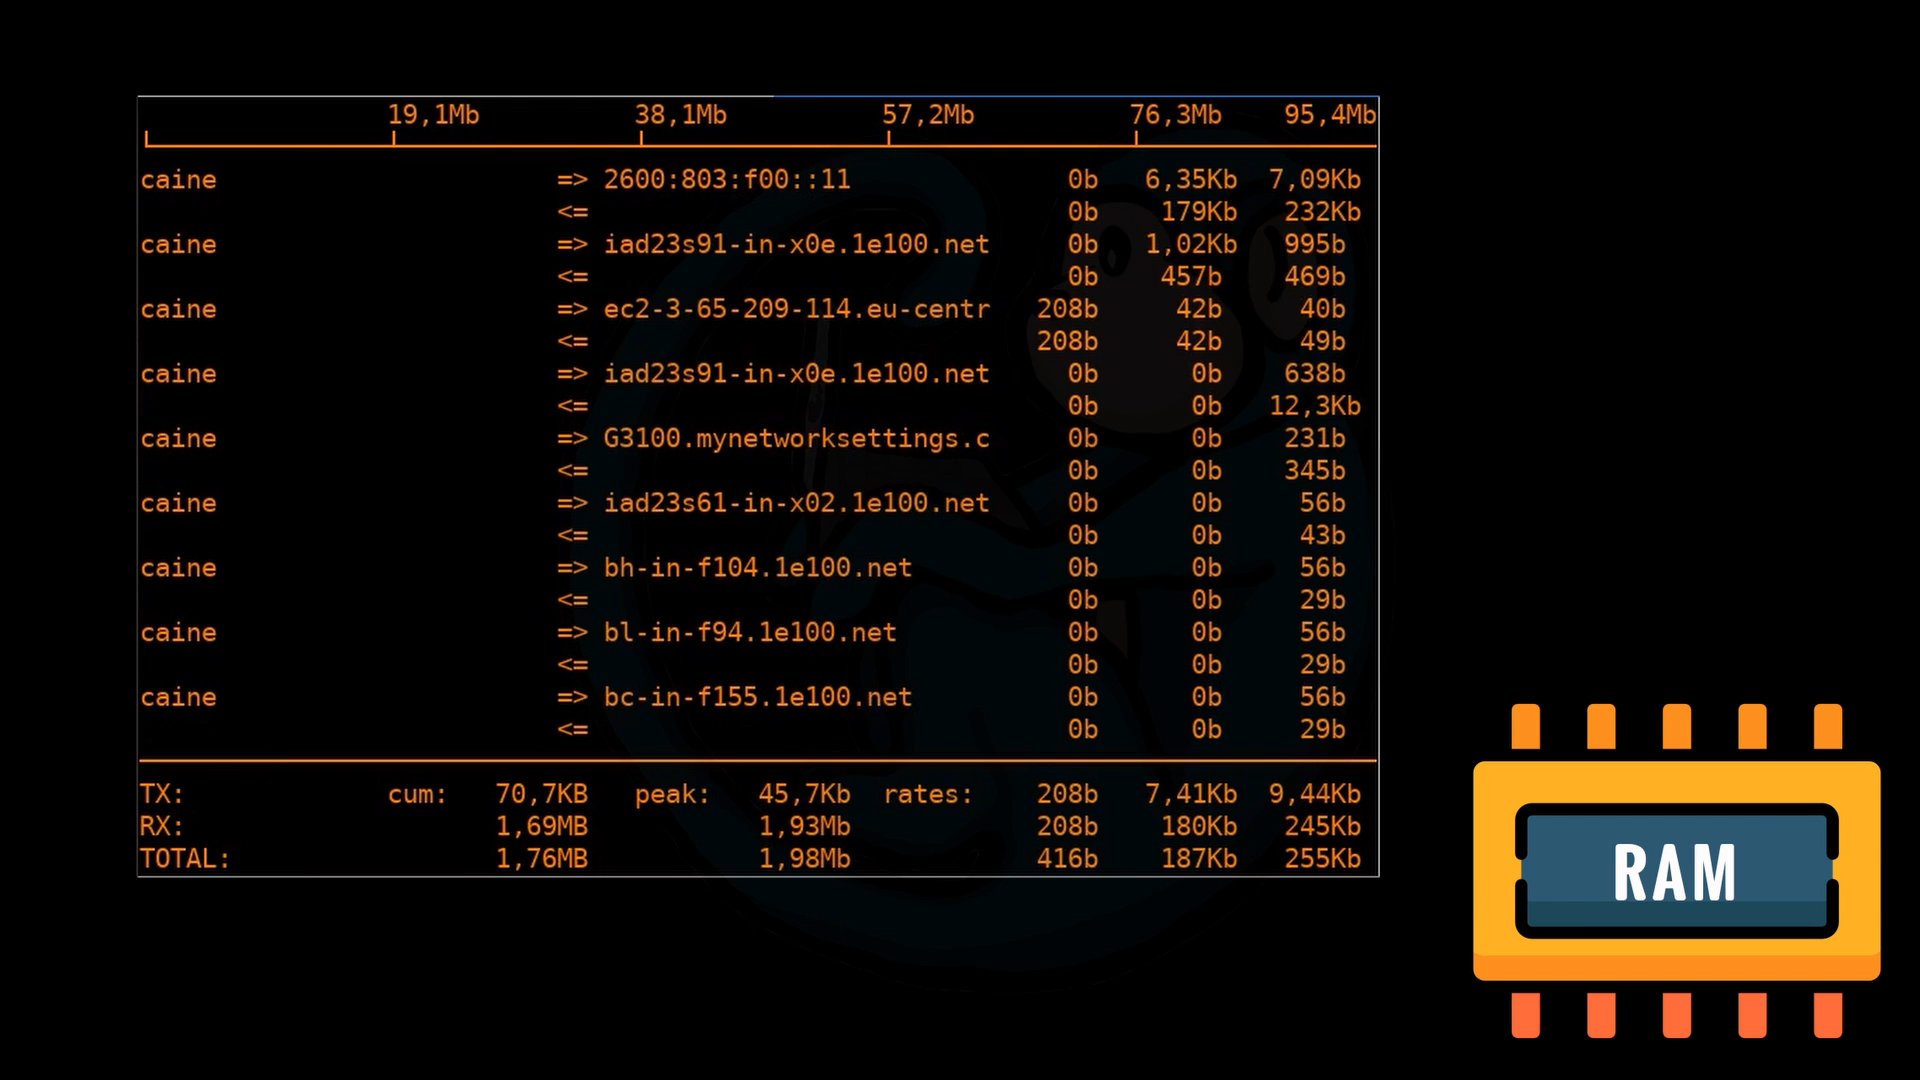 19,1Mb 38,1Mb 57,2Mb 76,3Mb 95,4Mb
caine => 2600:803:f00::11 0b 6,35Kb 7,09Kb
<= 0b 179Kb 232Kb
caine => iad23s91-in-x0e.1e100.net 0b 1,02Kb 995b
<= 0b 457b 469b
caine => ec2-3-65-209-114.eu-centr 208b 42b 40b
<= 208b 42b 49b
caine => iad23s91-in-x0e.1e100.net 0b 0b 638b
<= 0b 0b 12,3Kb
caine => G3100.mynetworksettings.c 0b 0b 231b
<= 0b 0b 345b
caine => iad23s61-in-x02.1e100.net 0b 0b 56b
<= 0b 0b 43b
caine => bh-in-f104.1e100.net 0b 0b 56b
<= 0b 0b 29b
caine => bl-in-f94.1e100.net 0b 0b 56b
<= 0b 0b 29b
caine => bc-in-f155.1e100.net 0b 0b 56b
<= 0b 0b 29b
TX: cum: 70,7KB peak: 45,7Kb rates: 208b 7,41Kb 9,44Kb
RX: 1,69MB 1,93Mb 208b 180Kb 245Kb
TOTAL: 1,76MB 1,98Mb 416b 187Kb 255Kb
RAM